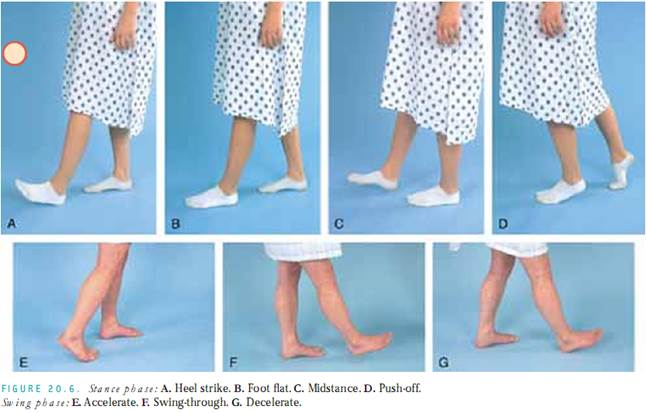 A
B
C
D
E
F
G
FIGURE 20.6. Stance phase: A. Heel strike. B. Foot flat. C. Midstance. D. Push-off.
Swing phase: E. Accelerate. F. Swing-through. G. Decelerate.